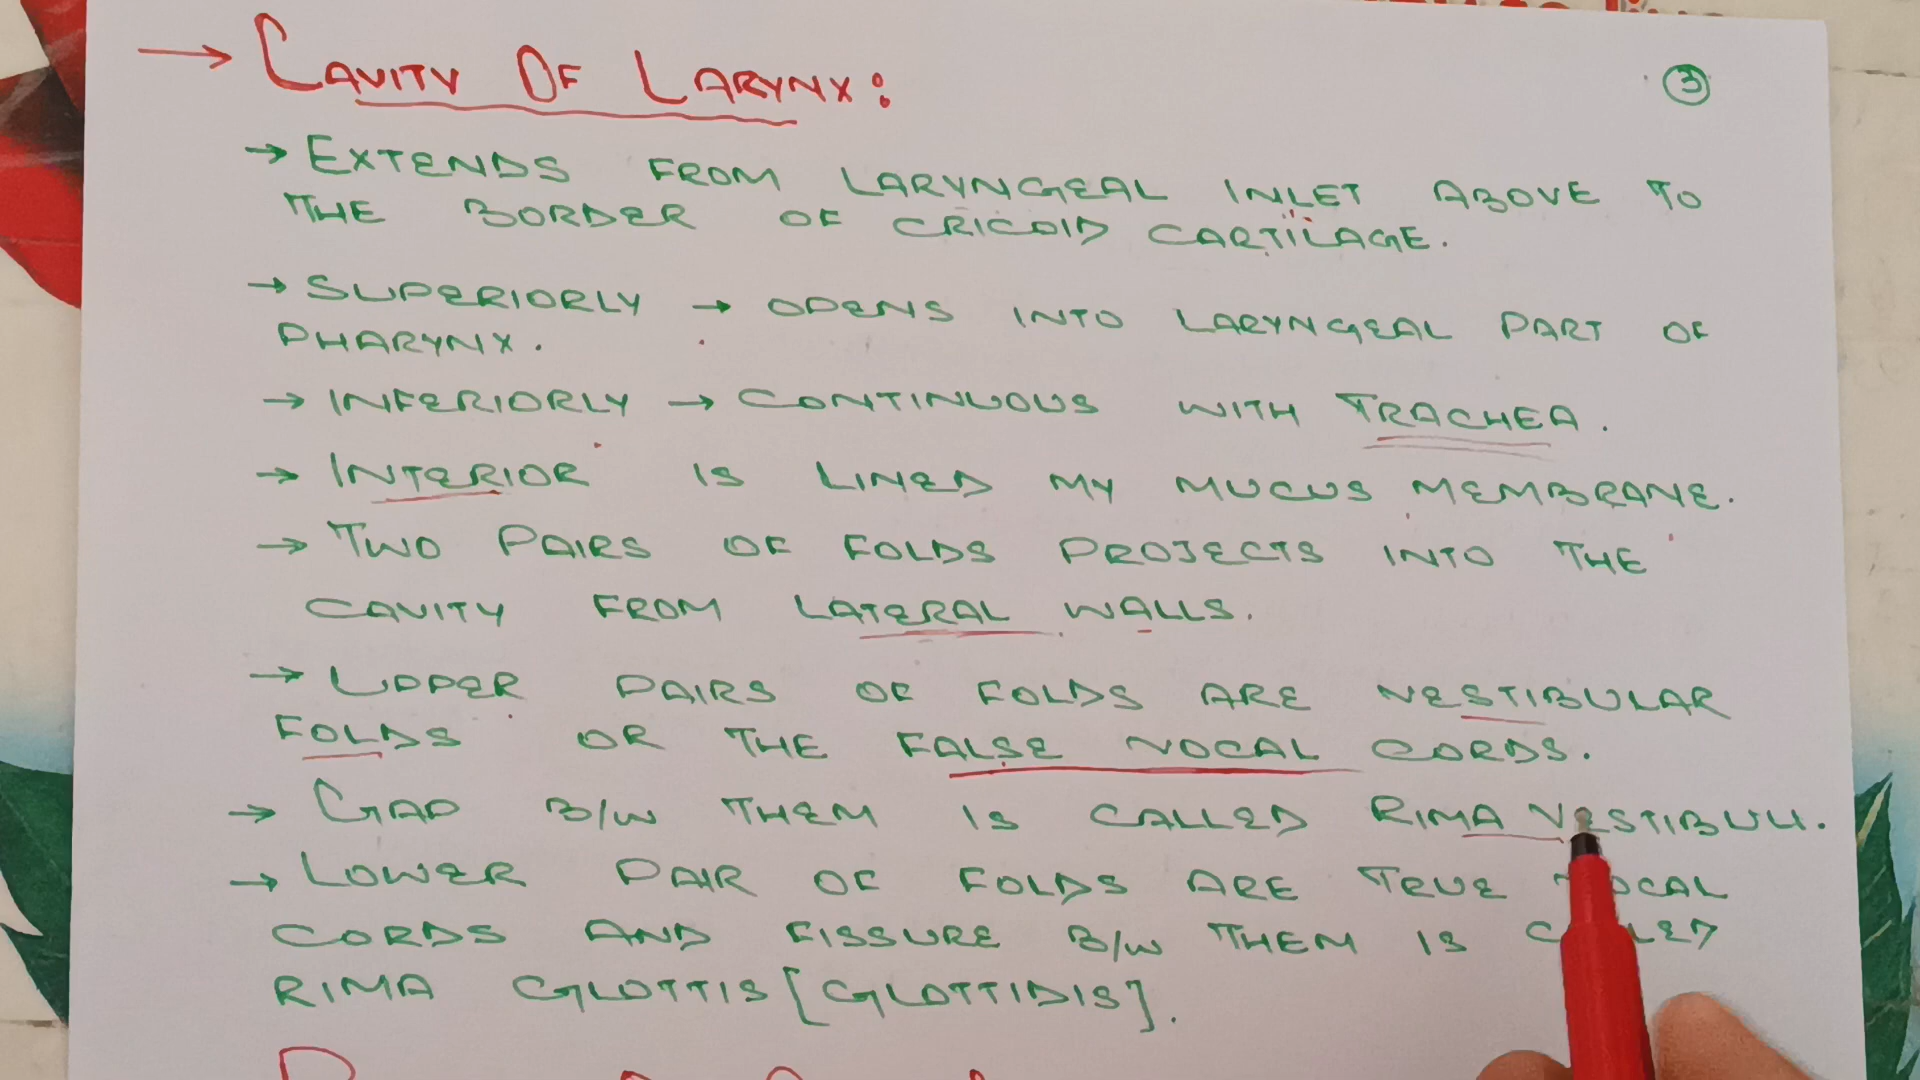 → CAVITY OF LARYNX:
③
→ EXTENDS FROM LARYNGEAL INLET ABOVE TO
THE BORDER OF CRICOID CARTILAGE.
→ SUPERIORLY → OPENS INTO LARYNGEAL PART OF
PHARYNX.
→ INFERIORLY → CONTINUOUS WITH TRACHEA.
→ INTERIOR IS LINED MY MUCUS MEMBRANE.
→ TWO PAIRS OF FOLDS PROJECTS INTO THE
CAVITY FROM LATERAL WALLS.
→ UPPER PAIRS OF FOLDS ARE VESTIBULAR
FOLDS OR THE FALSE VOCAL CORDS.
→ GAP B/W THEM IS CALLED RIMA VESTIBULI.
→ LOWER PAIR OF FOLDS ARE TRUE VOCAL
CORDS AND FISSURE B/W THEM IS CALLED
RIMA GLOTTIS [GLOTTIDIS].